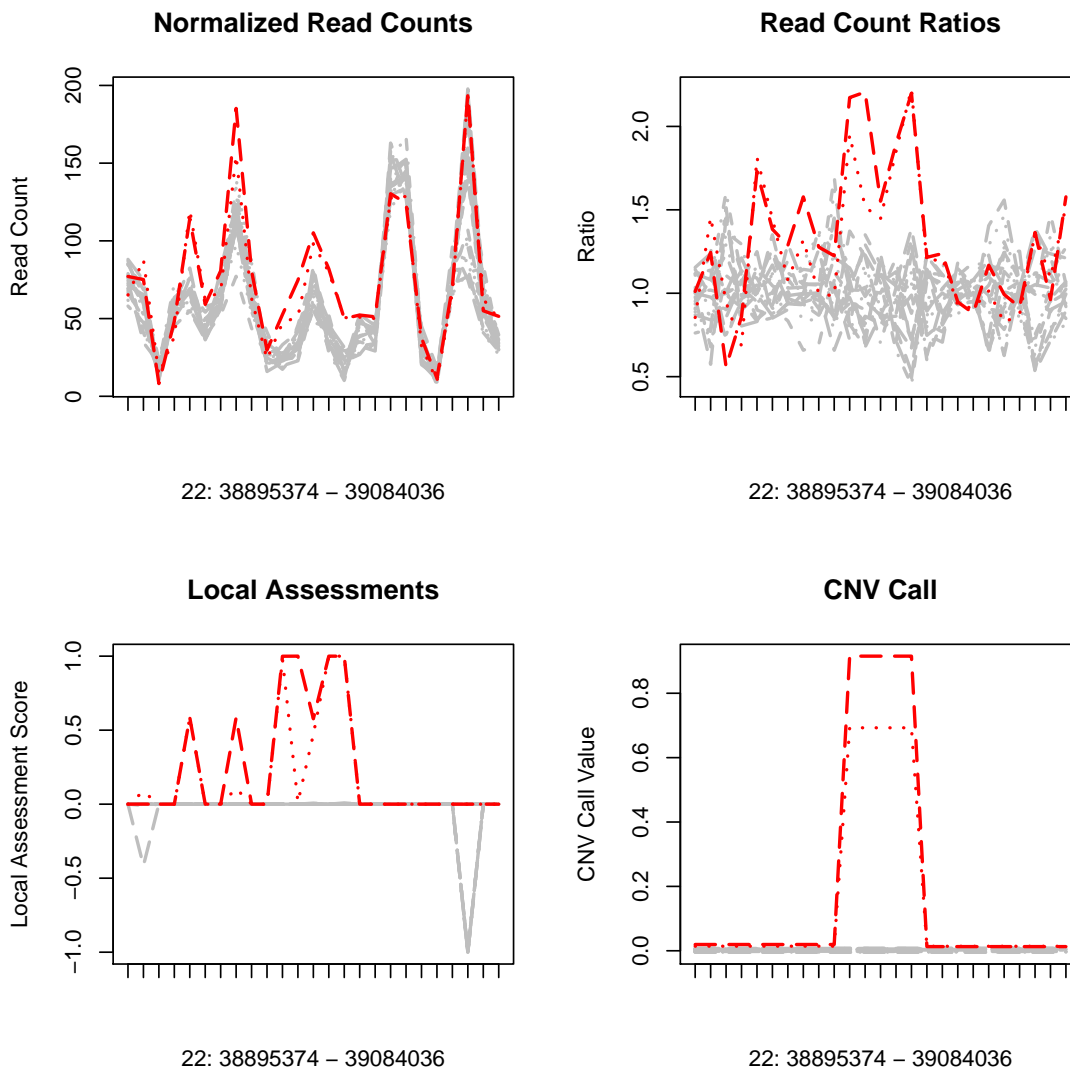 Normalized Read Counts
Read Count
0
50
100
150
200
22: 38895374 − 39084036
Read Count Ratios
Ratio
0.5
1.0
1.5
2.0
22: 38895374 − 39084036
Local Assessments
Local Assessment Score
−1.0
−0.5
0.0
0.5
1.0
22: 38895374 − 39084036
CNV Call
CNV Call Value
0.0
0.2
0.4
0.6
0.8
22: 38895374 − 39084036